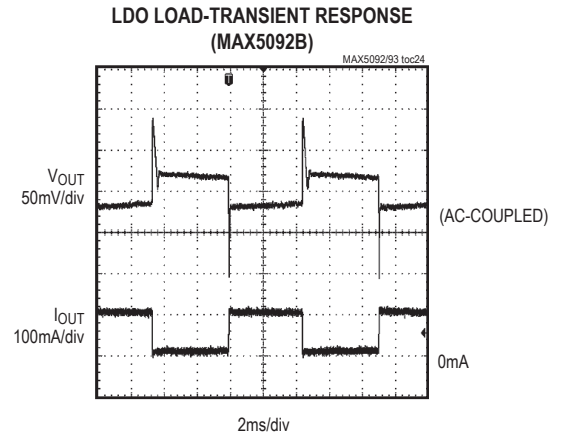 LDO LOAD-TRANSIENT RESPONSE
(MAX5092B)
MAX5092/93 toc24
T
VOUT
50mV/div
(AC-COUPLED)
IOUT
100mA/div
0mA
2ms/div